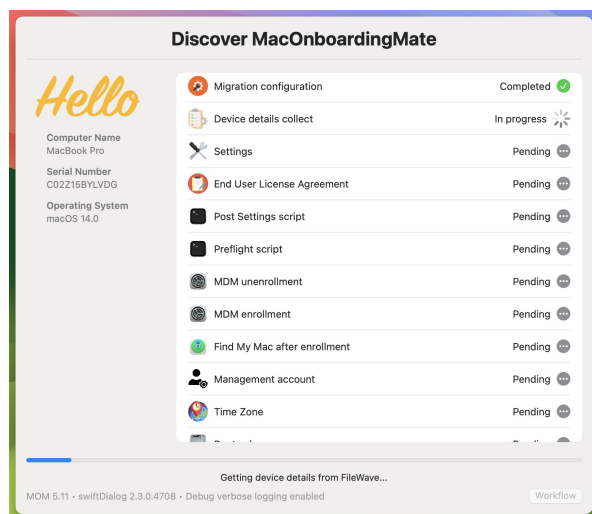 Discover MacOnboardingMate
Hello
Computer Name
MacBook Pro
Serial Number
C02Z15BYLVDG
Operating System
macOS 14.0
Migration configuration Completed
Device details collect In progress
Settings Pending
End User License Agreement Pending
Post Settings script Pending
Preflight script Pending
MDM unenrollment Pending
MDM enrollment Pending
Find My Mac after enrollment Pending
Management account Pending
Time Zone Pending
Getting device details from FileWave...
MOM 5.11 • swiftDialog 2.3.0.4708 • Debug verbose logging enabled
Workflow